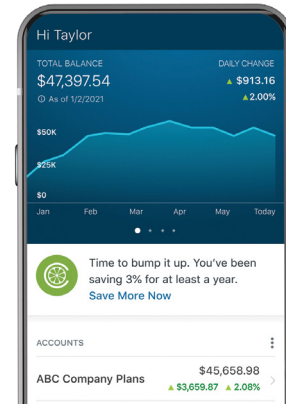 Hi Taylor
TOTAL BALANCE DAILY CHANGE
$47,397.54 ▲ $913.16
As of 1/2/2021 ▲2.00%
$50K
$25K
$0
Jan Feb Mar Apr May Today
Time to bump it up. You've been
saving 3% for at least a year.
Save More Now
ACCOUNTS
$45,658.98
ABC Company Plans
▲ $3,659.87 ▲ 2.08%